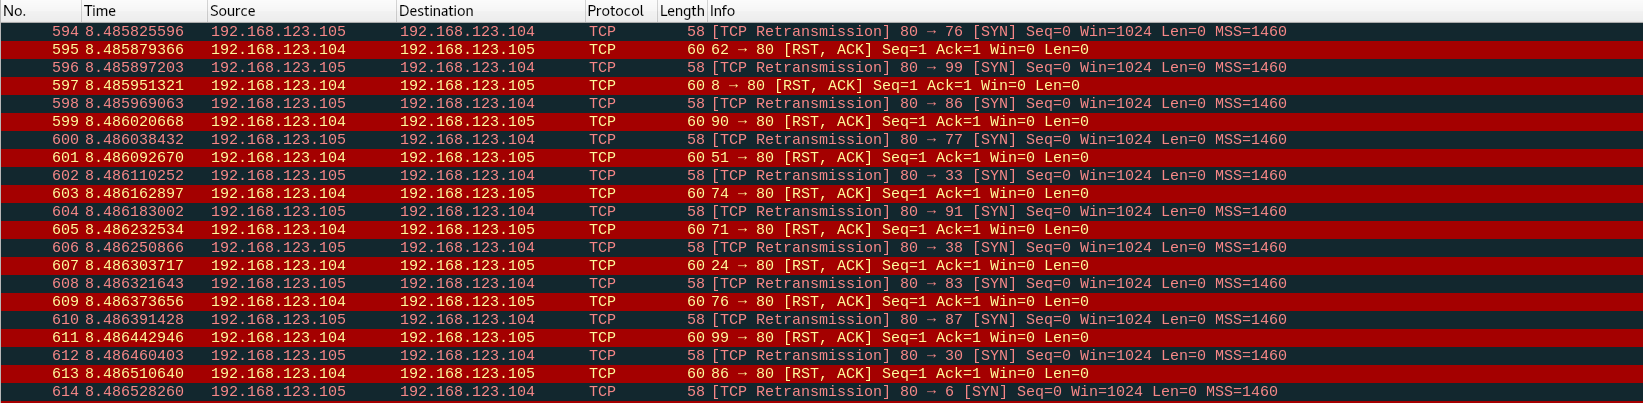 No. Time Source Destination Protocol Length Info
594 8.485825596 192.168.123.105 192.168.123.104 TCP 58 [TCP Retransmission] 80 → 76 [SYN] Seq=0 Win=1024 Len=0 MSS=1460
595 8.485879366 192.168.123.104 192.168.123.105 TCP 60 62 → 80 [RST, ACK] Seq=1 Ack=1 Win=0 Len=0
596 8.485897203 192.168.123.105 192.168.123.104 TCP 58 [TCP Retransmission] 80 → 99 [SYN] Seq=0 Win=1024 Len=0 MSS=1460
597 8.485951321 192.168.123.104 192.168.123.105 TCP 60 8 → 80 [RST, ACK] Seq=1 Ack=1 Win=0 Len=0
598 8.485969063 192.168.123.105 192.168.123.104 TCP 58 [TCP Retransmission] 80 → 86 [SYN] Seq=0 Win=1024 Len=0 MSS=1460
599 8.486020668 192.168.123.104 192.168.123.105 TCP 60 90 → 80 [RST, ACK] Seq=1 Ack=1 Win=0 Len=0
600 8.486038432 192.168.123.105 192.168.123.104 TCP 58 [TCP Retransmission] 80 → 77 [SYN] Seq=0 Win=1024 Len=0 MSS=1460
601 8.486092670 192.168.123.104 192.168.123.105 TCP 60 51 → 80 [RST, ACK] Seq=1 Ack=1 Win=0 Len=0
602 8.486110252 192.168.123.105 192.168.123.104 TCP 58 [TCP Retransmission] 80 → 33 [SYN] Seq=0 Win=1024 Len=0 MSS=1460
603 8.486162897 192.168.123.104 192.168.123.105 TCP 60 74 → 80 [RST, ACK] Seq=1 Ack=1 Win=0 Len=0
604 8.486183002 192.168.123.105 192.168.123.104 TCP 58 [TCP Retransmission] 80 → 91 [SYN] Seq=0 Win=1024 Len=0 MSS=1460
605 8.486232534 192.168.123.104 192.168.123.105 TCP 60 71 → 80 [RST, ACK] Seq=1 Ack=1 Win=0 Len=0
606 8.486250866 192.168.123.105 192.168.123.104 TCP 58 [TCP Retransmission] 80 → 38 [SYN] Seq=0 Win=1024 Len=0 MSS=1460
607 8.486303717 192.168.123.104 192.168.123.105 TCP 60 24 → 80 [RST, ACK] Seq=1 Ack=1 Win=0 Len=0
608 8.486321643 192.168.123.105 192.168.123.104 TCP 58 [TCP Retransmission] 80 → 83 [SYN] Seq=0 Win=1024 Len=0 MSS=1460
609 8.486373656 192.168.123.104 192.168.123.105 TCP 60 76 → 80 [RST, ACK] Seq=1 Ack=1 Win=0 Len=0
610 8.486391428 192.168.123.105 192.168.123.104 TCP 58 [TCP Retransmission] 80 → 87 [SYN] Seq=0 Win=1024 Len=0 MSS=1460
611 8.486442946 192.168.123.104 192.168.123.105 TCP 60 99 → 80 [RST, ACK] Seq=1 Ack=1 Win=0 Len=0
612 8.486460403 192.168.123.105 192.168.123.104 TCP 58 [TCP Retransmission] 80 → 30 [SYN] Seq=0 Win=1024 Len=0 MSS=1460
613 8.486510640 192.168.123.104 192.168.123.105 TCP 60 86 → 80 [RST, ACK] Seq=1 Ack=1 Win=0 Len=0
614 8.486528260 192.168.123.105 192.168.123.104 TCP 58 [TCP Retransmission] 80 → 6 [SYN] Seq=0 Win=1024 Len=0 MSS=1460